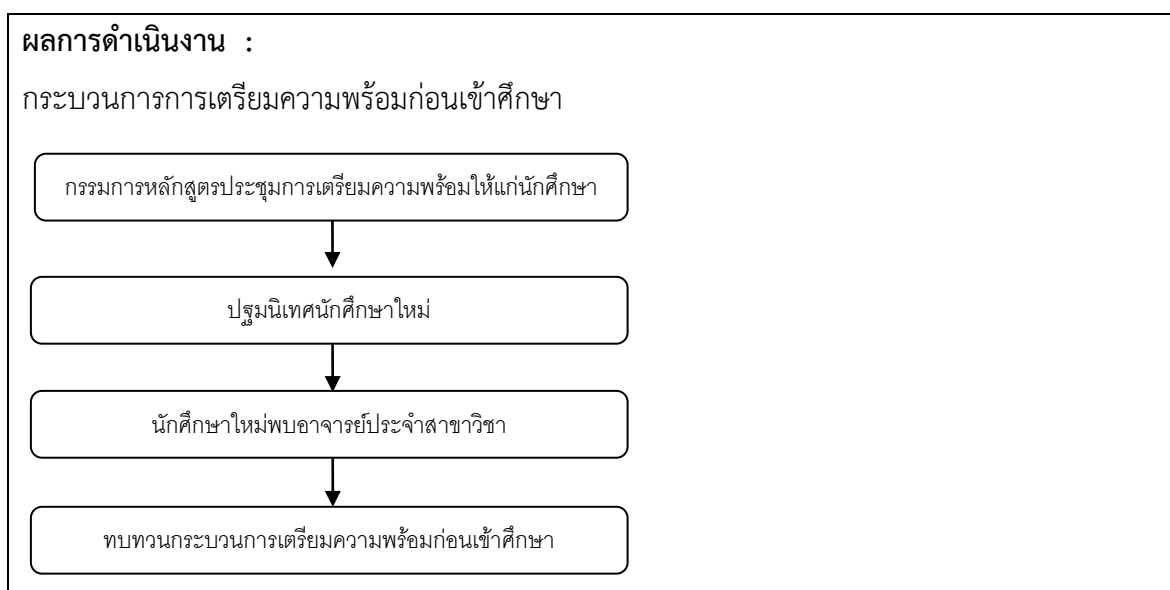 ผลการดำเนินงาน :
กระบวนการการเตรียมความพร้อมก่อนเข้าศึกษา
กรรมการหลักสูตรประชุมการเตรียมความพร้อมให้แก่นักศึกษา
ปฐมนิเทศนักศึกษาใหม่
นักศึกษาใหม่พบอาจารย์ประจำสาขาวิชา
ทบทวนกระบวนการเตรียมความพร้อมก่อนเข้าศึกษา